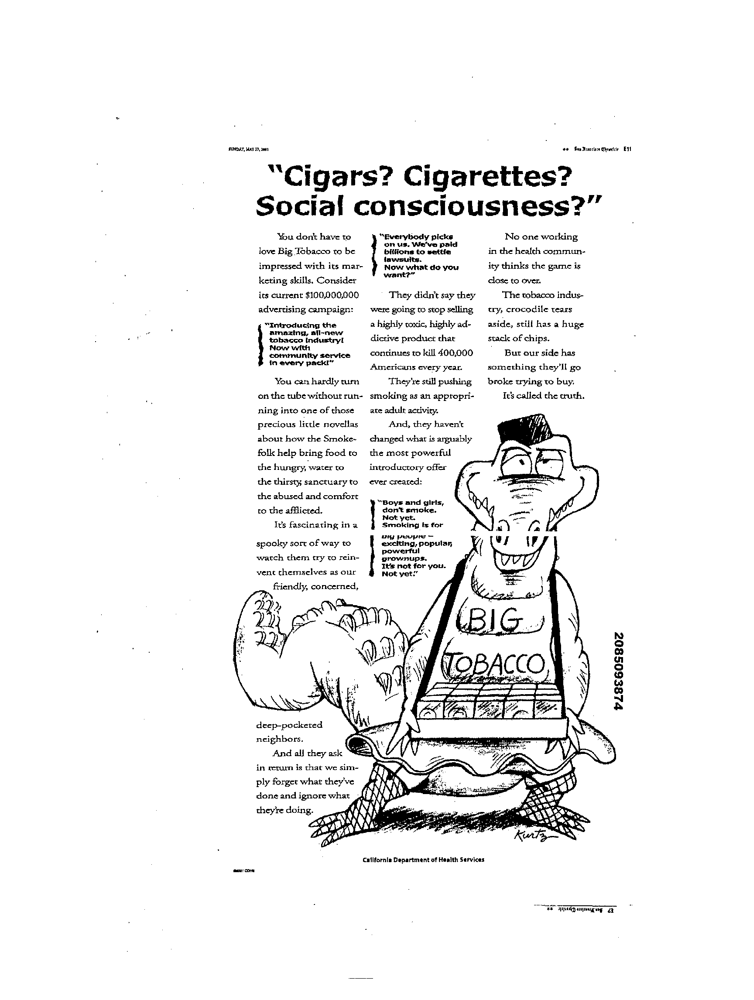 SUNDAY, MAY 27, 2001
** San Francisco Chronicle E11
“Cigars? Cigarettes?
Social consciousness?”
You don't have to
love Big Tobacco to be
impressed with its mar-
keting skills. Consider
its current $100,000,000
advertising campaign:
“Introducing the
amazing, all-new
tobacco industry!
Now with
community service
in every pack!”
You can hardly turn
on the tube without run-
ning into one of those
precious little novellas
about how the Smoke-
folk help bring food to
the hungry, water to
the thirsty, sanctuary to
the abused and comfort
to the afflicted.
It's fascinating in a
spooky sort of way to
watch them try to rein-
vent themselves as our
friendly, concerned,
deep-pocketed
neighbors.
And all they ask
in return is that we sim-
ply forget what they've
done and ignore what
they're doing.
“Everybody picks
on us. We've paid
billions to settle
lawsuits.
Now what do you
want?”
They didn't say they
were going to stop selling
a highly toxic, highly ad-
dictive product that
continues to kill 400,000
Americans every year.
They're still pushing
smoking as an appropri-
ate adult activity.
And, they haven't
changed what is arguably
the most powerful
introductory offer
ever created:
“Boys and girls,
don't smoke.
Not yet.
Smoking is for
big people –
exciting, popular,
powerful
grownups.
It's not for you.
Not yet.”
No one working
in the health commun-
ity thinks the game is
close to over.
The tobacco indus-
try, crocodile tears
aside, still has a huge
stack of chips.
But our side has
something they'll go
broke trying to buy.
It's called the truth.
BIG
TOBACCO
Kurtz
2085093874
California Department of Health Services
** San Francisco Chronicle